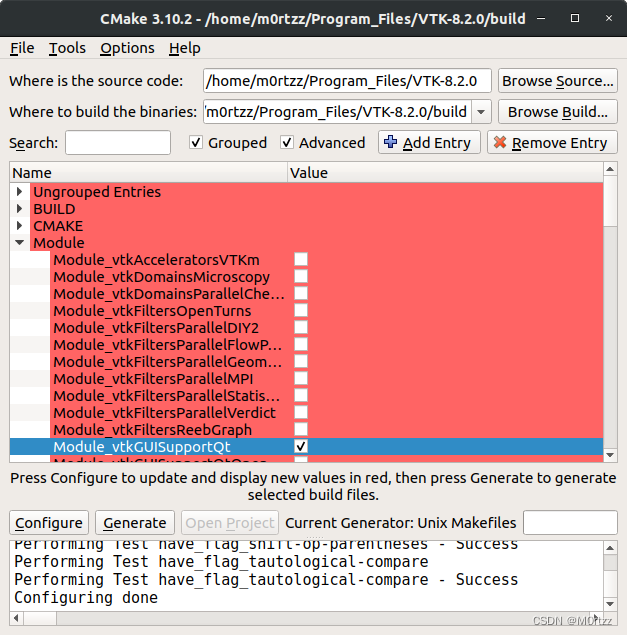 CMake 3.10.2 - /home/m0rtzz/Program_Files/VTK-8.2.0/build
File Tools Options Help
Where is the source code: /home/m0rtzz/Program_Files/VTK-8.2.0 Browse Source...
Where to build the binaries: m0rtzz/Program_Files/VTK-8.2.0/build Browse Build...
Search: Grouped Advanced Add Entry Remove Entry
Name Value
Ungrouped Entries
BUILD
CMAKE
Module
Module_vtkAcceleratorsVTKm
Module_vtkDomainsMicroscopy
Module_vtkDomainsParallelChe...
Module_vtkFiltersOpenTurns
Module_vtkFiltersParallelDIY2
Module_vtkFiltersParallelFlowP...
Module_vtkFiltersParallelGeom...
Module_vtkFiltersParallelMPI
Module_vtkFiltersParallelStatis...
Module_vtkFiltersParallelVerdict
Module_vtkFiltersReebGraph
Module_vtkGUISupportQt
Press Configure to update and display new values in red, then press Generate to generate
selected build files.
Configure Generate Open Project Current Generator: Unix Makefiles
Performing Test have_flag_shift-op-parentheses - Success
Performing Test have_flag_tautological-compare
Performing Test have_flag_tautological-compare - Success
Configuring done
CSDN @M0rtzz